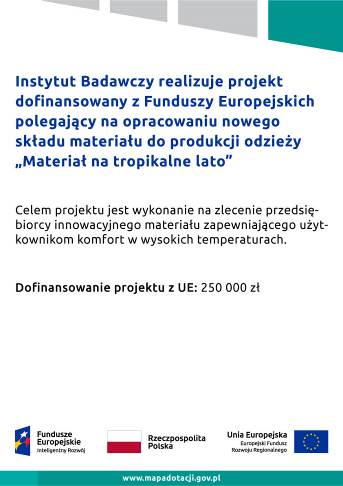 Instytut Badawczy realizuje projekt
dofinansowany z Funduszy Europejskich
polegający na opracowaniu nowego
składu materiału do produkcji odzieży
„Materiał na tropikalne lato”
Celem projektu jest wykonanie na zlecenie przedsię-
biorcy innowacyjnego materiału zapewniającego użyt-
kownikom komfort w wysokich temperaturach.
Dofinansowanie projektu z UE: 250 000 zł
Fundusze
Europejskie
Inteligentny Rozwój
Rzeczpospolita
Polska
Unia Europejska
Europejski Fundusz
Rozwoju Regionalnego
www.mapadotacji.gov.pl